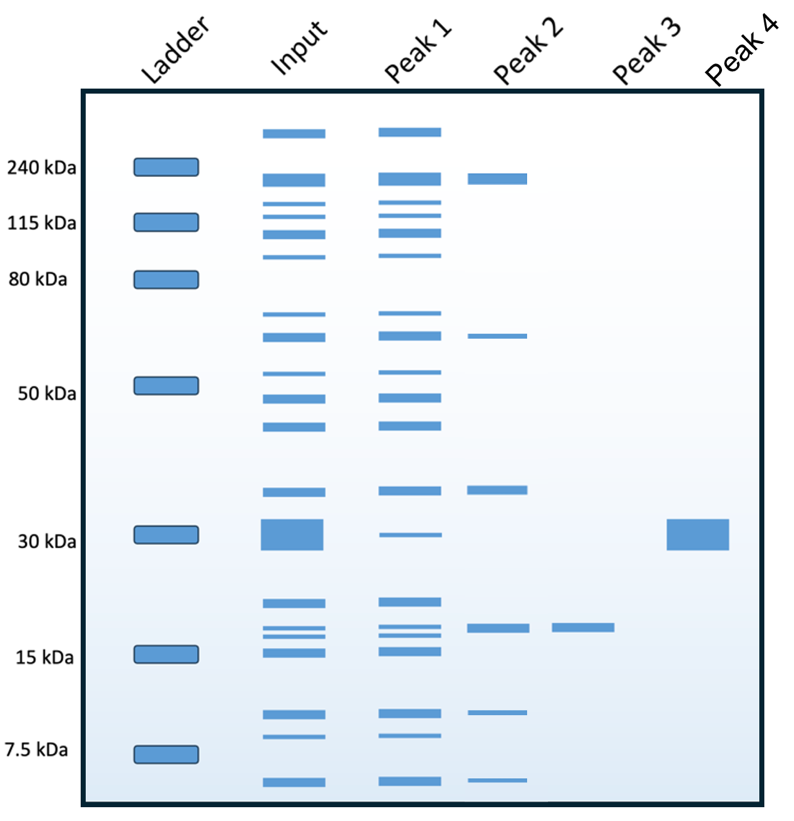 Ladder
Input
Peak 1
Peak 2
Peak 3
Peak 4
240 kDa
115 kDa
80 kDa
50 kDa
30 kDa
15 kDa
7.5 kDa